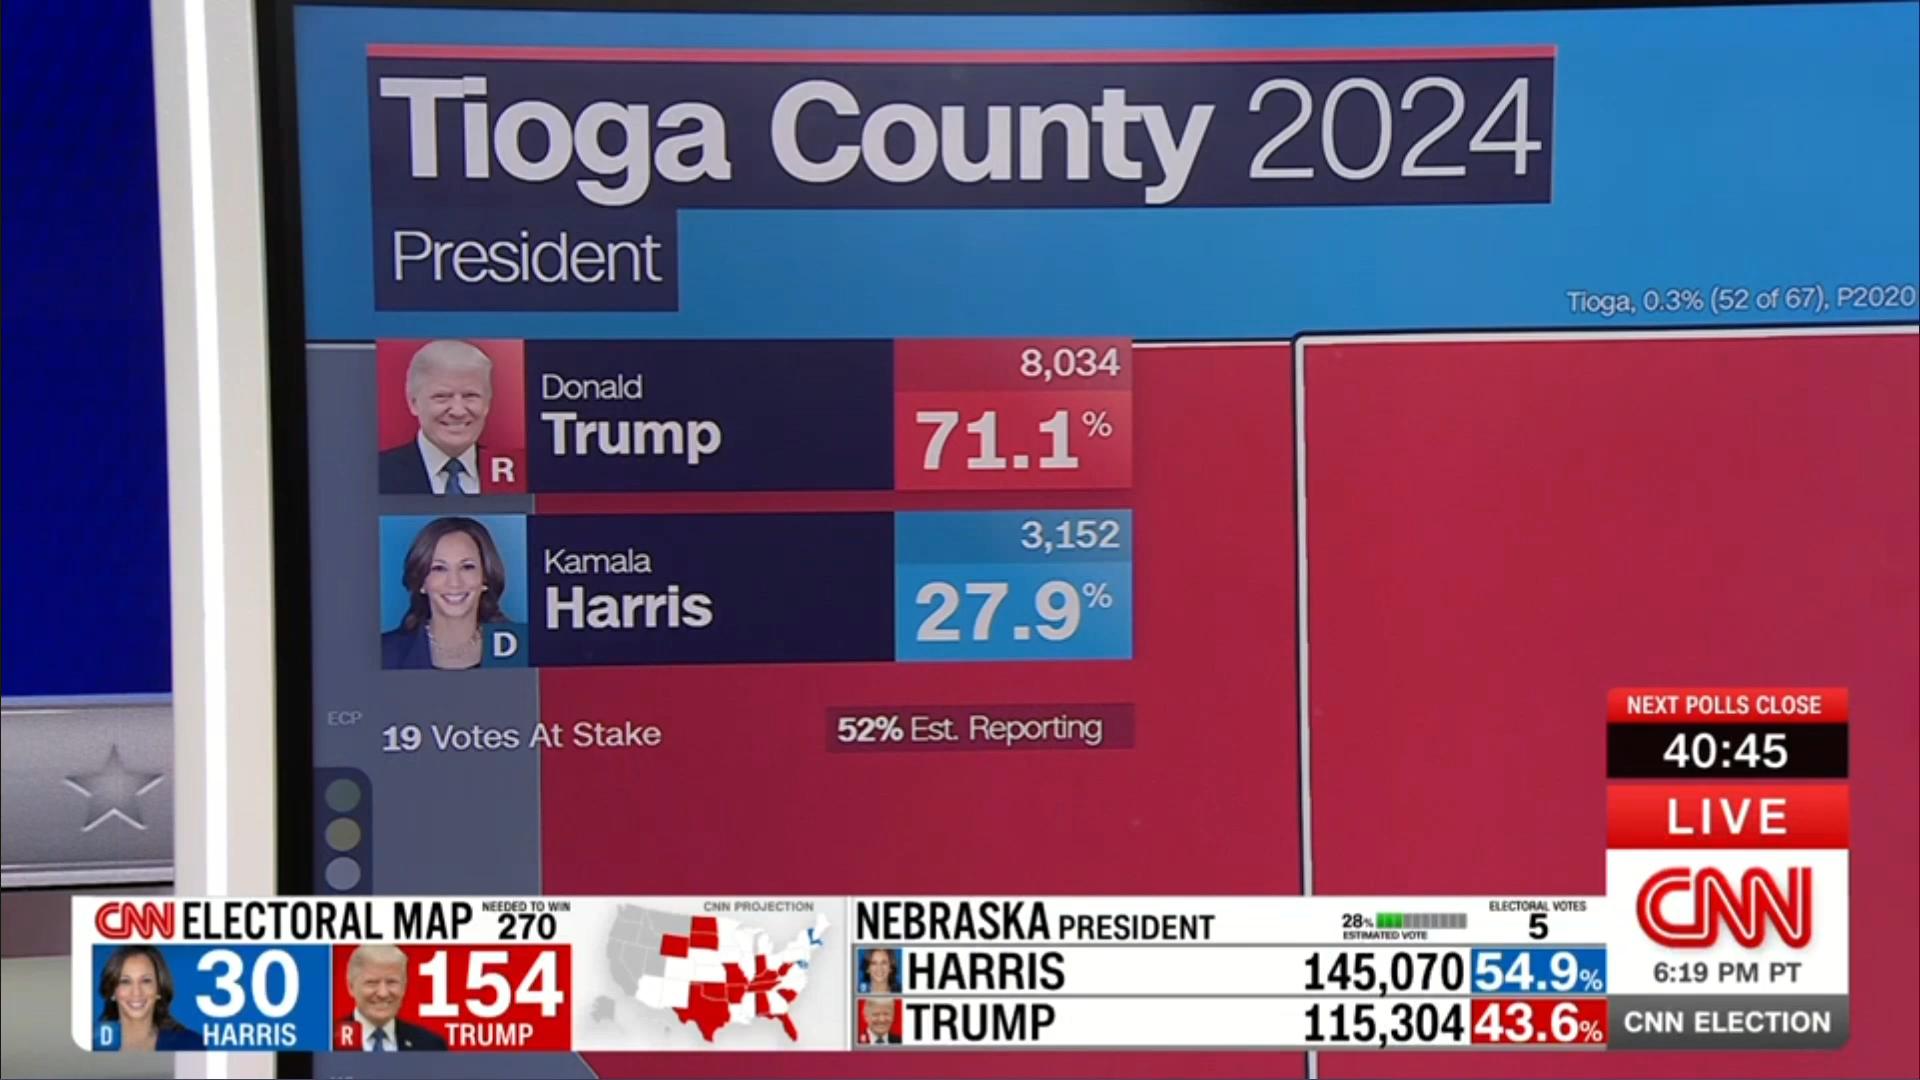 Tioga County 2024
President
Tioga, 0.3% (52 of 67), P2020
Donald
Trump
R
8,034
71.1%
Kamala
Harris
D
3,152
27.9%
ECP
19 Votes At Stake
52% Est. Reporting
NEXT POLLS CLOSE
40:45
LIVE
CNN
6:19 PM PT
CNN ELECTION
CNN ELECTORAL MAP
NEEDED TO WIN
270
D
30
HARRIS
R
154
TRUMP
CNN PROJECTION
NEBRASKA PRESIDENT
28%
ESTIMATED VOTE
ELECTORAL VOTES
5
HARRIS 145,070 54.9%
TRUMP 115,304 43.6%